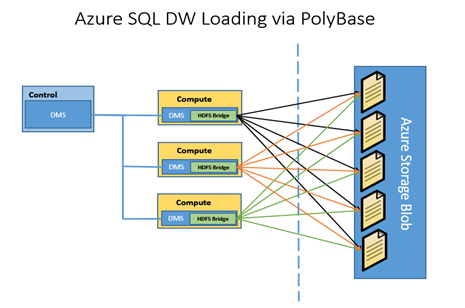 Azure SQL DW Loading via PolyBase
Control
DMS
Compute
DMS HDFS Bridge
Compute
DMS HDFS Bridge
Compute
DMS HDFS Bridge
Azure Storage Blob